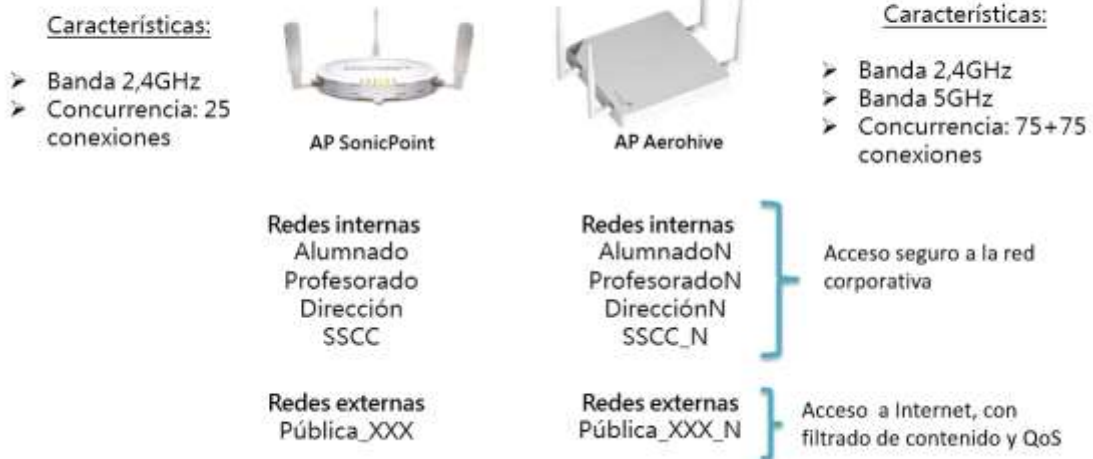 Características:
➢ Banda 2,4GHz
➢ Concurrencia: 25
conexiones
AP SonicPoint
AP Aerohive
Características:
➢ Banda 2,4GHz
➢ Banda 5GHz
➢ Concurrencia: 75+75
conexiones
Redes internas
Alumnado
Profesorado
Dirección
SSCC
Redes internas
AlumnadoN
ProfesoradoN
DirecciónN
SSCC_N
Acceso seguro a la red
corporativa
Redes externas
Pública_XXX
Redes externas
Pública_XXX_N
Acceso a Internet, con
filtrado de contenido y QoS